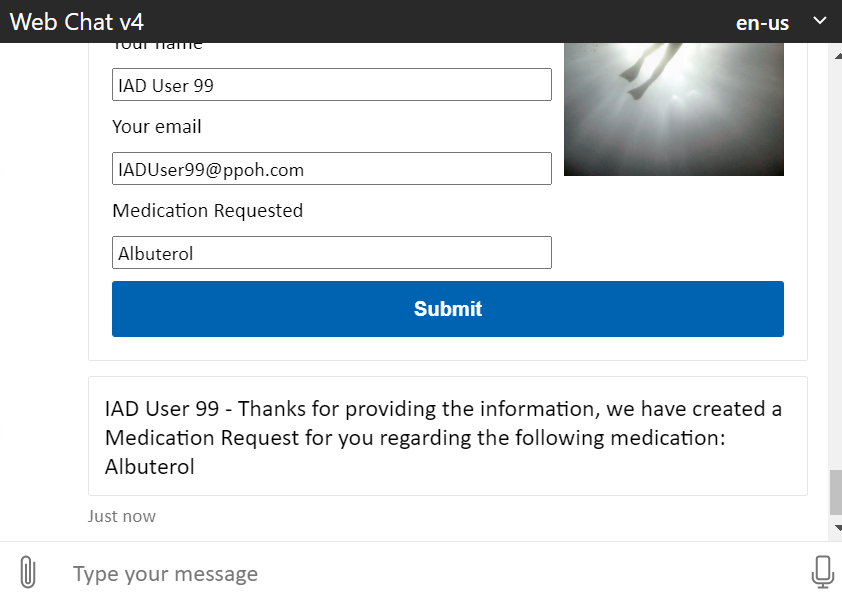 Web Chat v4
en-us
Your name
IAD User 99
Your email
IADUser99@ppoh.com
Medication Requested
Albuterol
Submit
IAD User 99 - Thanks for providing the information, we have created a
Medication Request for you regarding the following medication:
Albuterol
Just now
Type your message